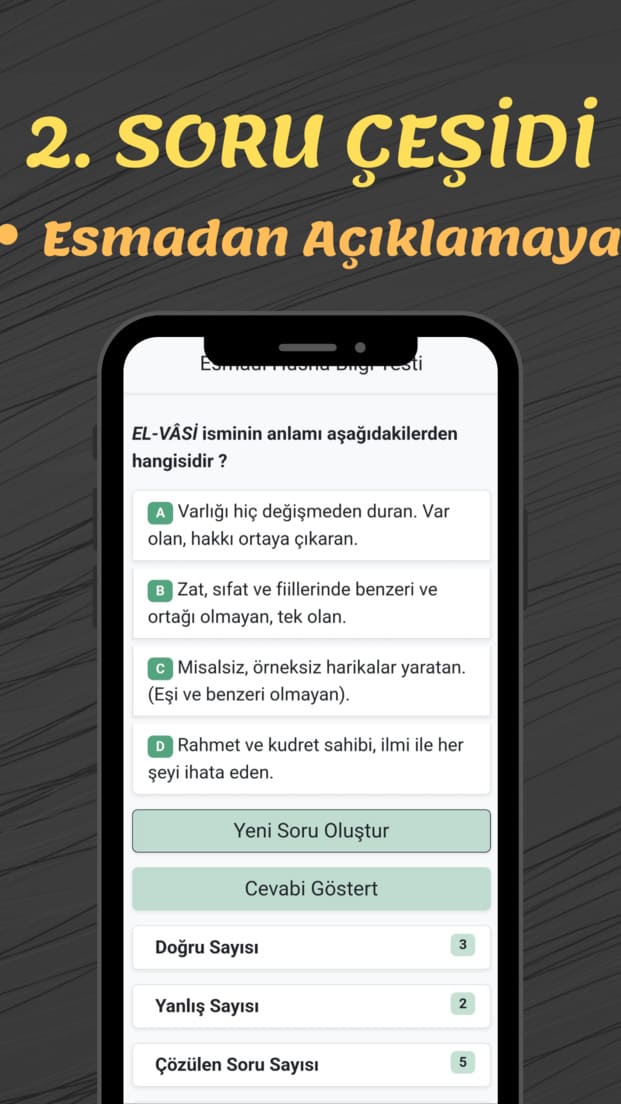 2. SORU ÇEŞİDİ
• Esmadan Açıklamaya
EL-VÂSİ isminin anlamı aşağıdakilerden
hangisidir ?
A Varlığı hiç değişmeden duran. Var
olan, hakkı ortaya çıkaran.
B Zat, sıfat ve fiillerinde benzeri ve
ortağı olmayan, tek olan.
C Misalsiz, örneksiz harikalar yaratan.
(Eşi ve benzeri olmayan).
D Rahmet ve kudret sahibi, ilmi ile her
şeyi ihata eden.
Yeni Soru Oluştur
Cevabi Göstert
Doğru Sayısı 3
Yanlış Sayısı 2
Çözülen Soru Sayısı 5